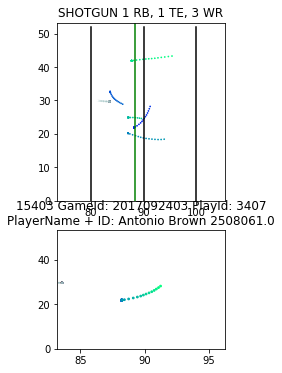 SHOTGUN 1 RB, 1 TE, 3 WR
50
40
30
20
10
0
80 90 100
15403 GameId: 2017092403 PlayId: 3407
PlayerName + ID: Antonio Brown 2508061.0
40
20
0
85 90 95